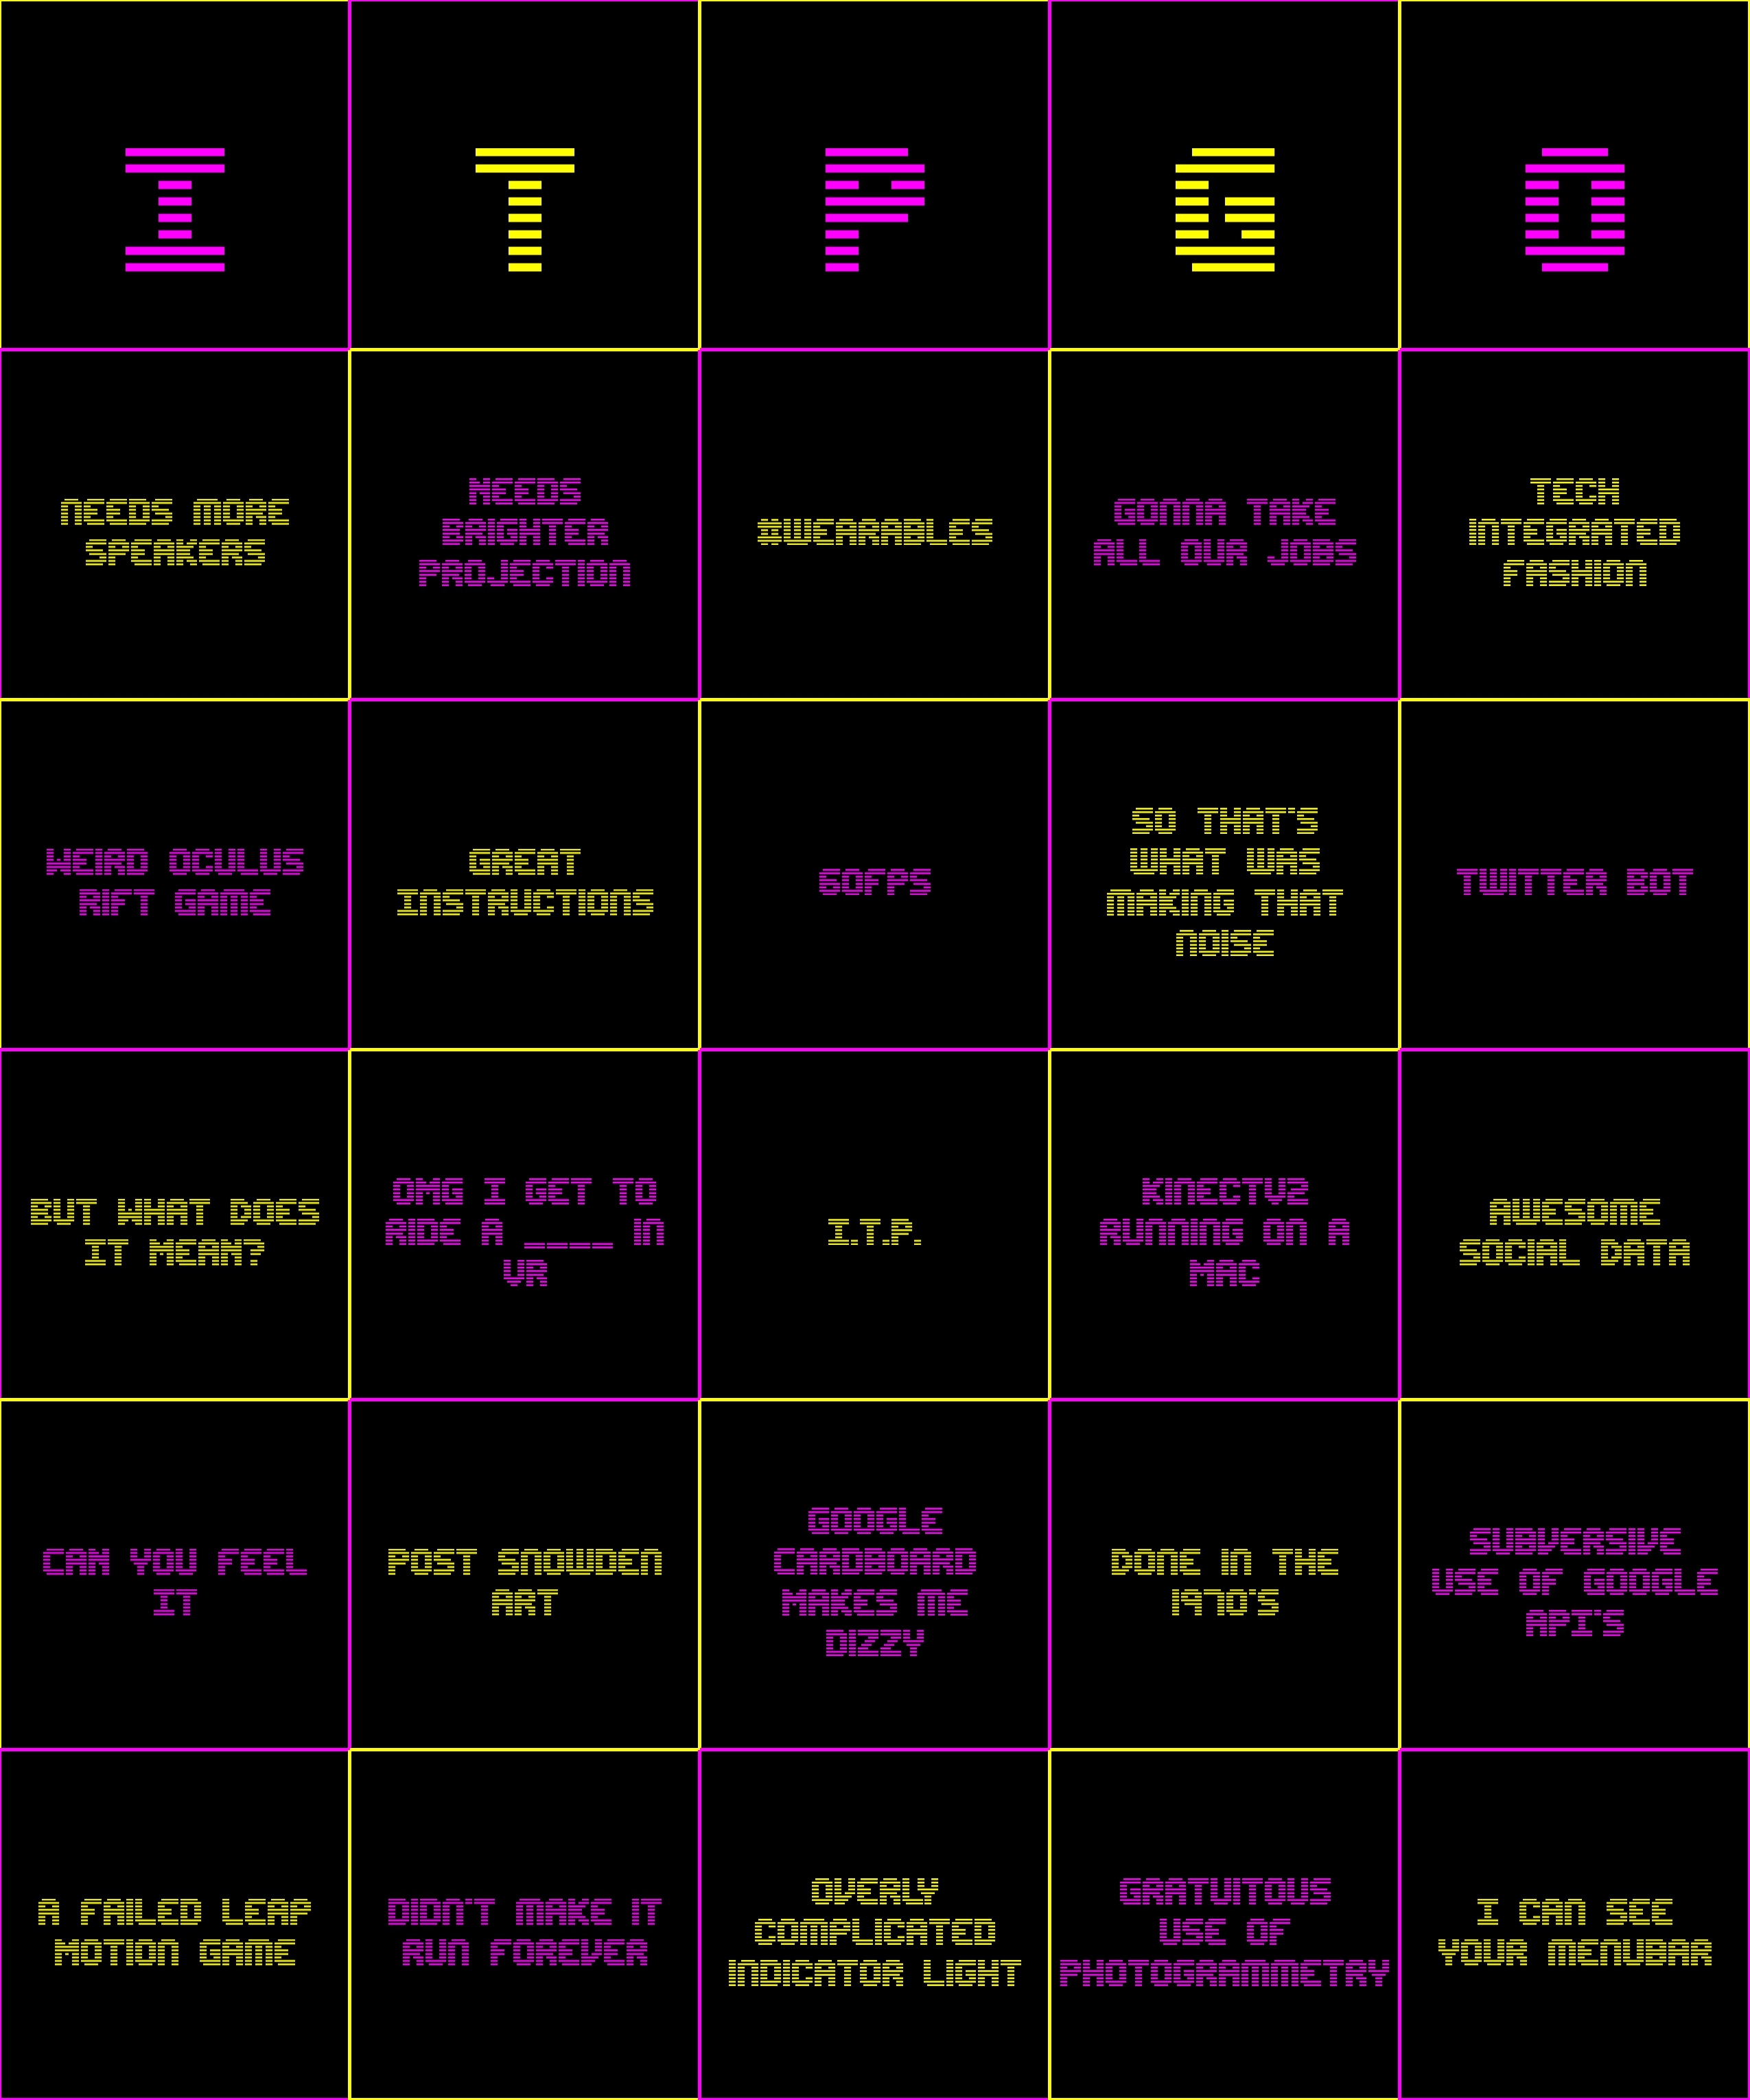 I
T
P
G
O
NEEDS MORE
SPEAKERS
NEEDS
BRIGHTER
PROJECTION
#WEARABLES
GONNA TAKE
ALL OUR JOBS
TECH
INTEGRATED
FASHION
WEIRD OCULUS
RIFT GAME
GREAT
INSTRUCTIONS
60FPS
SO THAT'S
WHAT WAS
MAKING THAT
NOISE
TWITTER BOT
BUT WHAT DOES
IT MEAN?
OMG I GET TO
RIDE A ____ IN
VR
I.T.P.
KINECTV2
RUNNING ON A
MAC
AWESOME
SOCIAL DATA
CAN YOU FEEL
IT
POST SNOWDEN
ART
GOOGLE
CARDBOARD
MAKES ME
DIZZY
DONE IN THE
1970'S
SUBVERSIVE
USE OF GOOGLE
API'S
A FAILED LEAP
MOTION GAME
DIDN'T MAKE IT
RUN FOREVER
OVERLY
COMPLICATED
INDICATOR LIGHT
GRATUITOUS
USE OF
PHOTOGRAMMETRY
I CAN SEE
YOUR MENUBAR